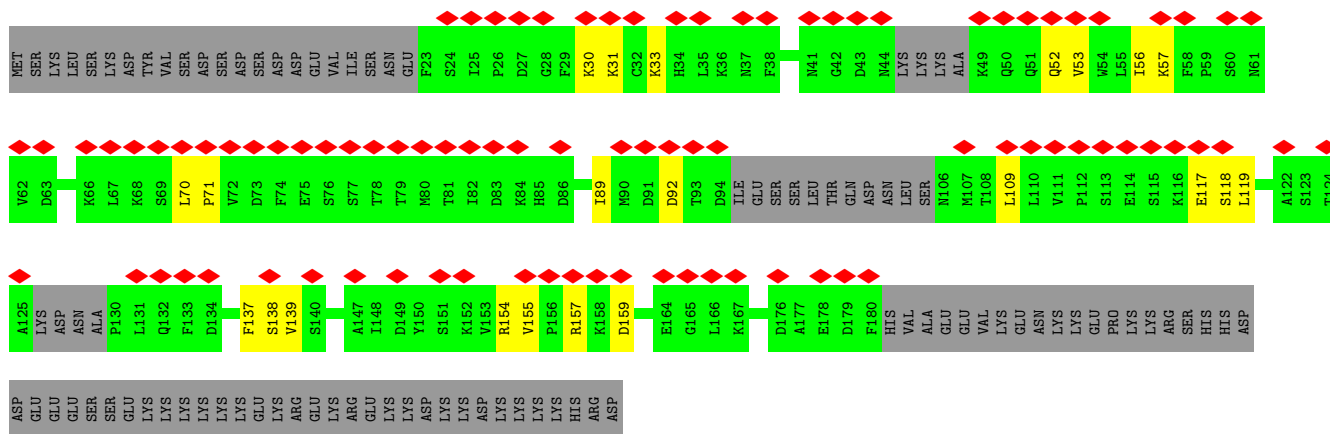 MET SER LYS LEU SER LYS ASP TYR VAL SER ASP SER ASP SER ASP ASP GLU VAL ILE SER ASN GLU F23 S24 I25 P26 D27 G28 F29 K30 K31 C32 K33 H34 L35 K36 N37 F38 N41 G42 D43 N44 LYS LYS LYS ALA K49 Q50 Q51 Q52 V53 W54 L55 I56 K57 F58 P59 S60 N61
V62 D63 K66 L67 K68 S69 L70 P71 V72 D73 F74 E75 S76 S77 T78 T79 M80 T81 I82 D83 K84 H85 D86 I89 M90 D91 D92 T93 D94 ILE GLU SER SER LEU THR GLN ASP ASN LEU SER N106 M107 T108 L109 L110 V111 P112 S113 E114 S115 K116 E117 S118 L119 A122 S123 T124
A125 LYS ASP ASN ALA P130 L131 Q132 F133 D134 F137 S138 V139 S140 A147 I148 D149 Y150 S151 K152 V153 R154 V155 P156 R157 K158 D159 E164 G165 L166 K167 D176 A177 E178 D179 F180 HIS VAL ALA GLU GLU VAL LYS GLU ASN LYS LYS GLU PRO LYS LYS ARG SER HIS HIS ASP
ASP GLU GLU GLU SER SER GLU LYS LYS LYS LYS LYS LYS LYS GLU LYS ARG GLU LYS ARG GLU LYS LYS ASP LYS LYS ASP LYS LYS LYS LYS HIS ARG ASP